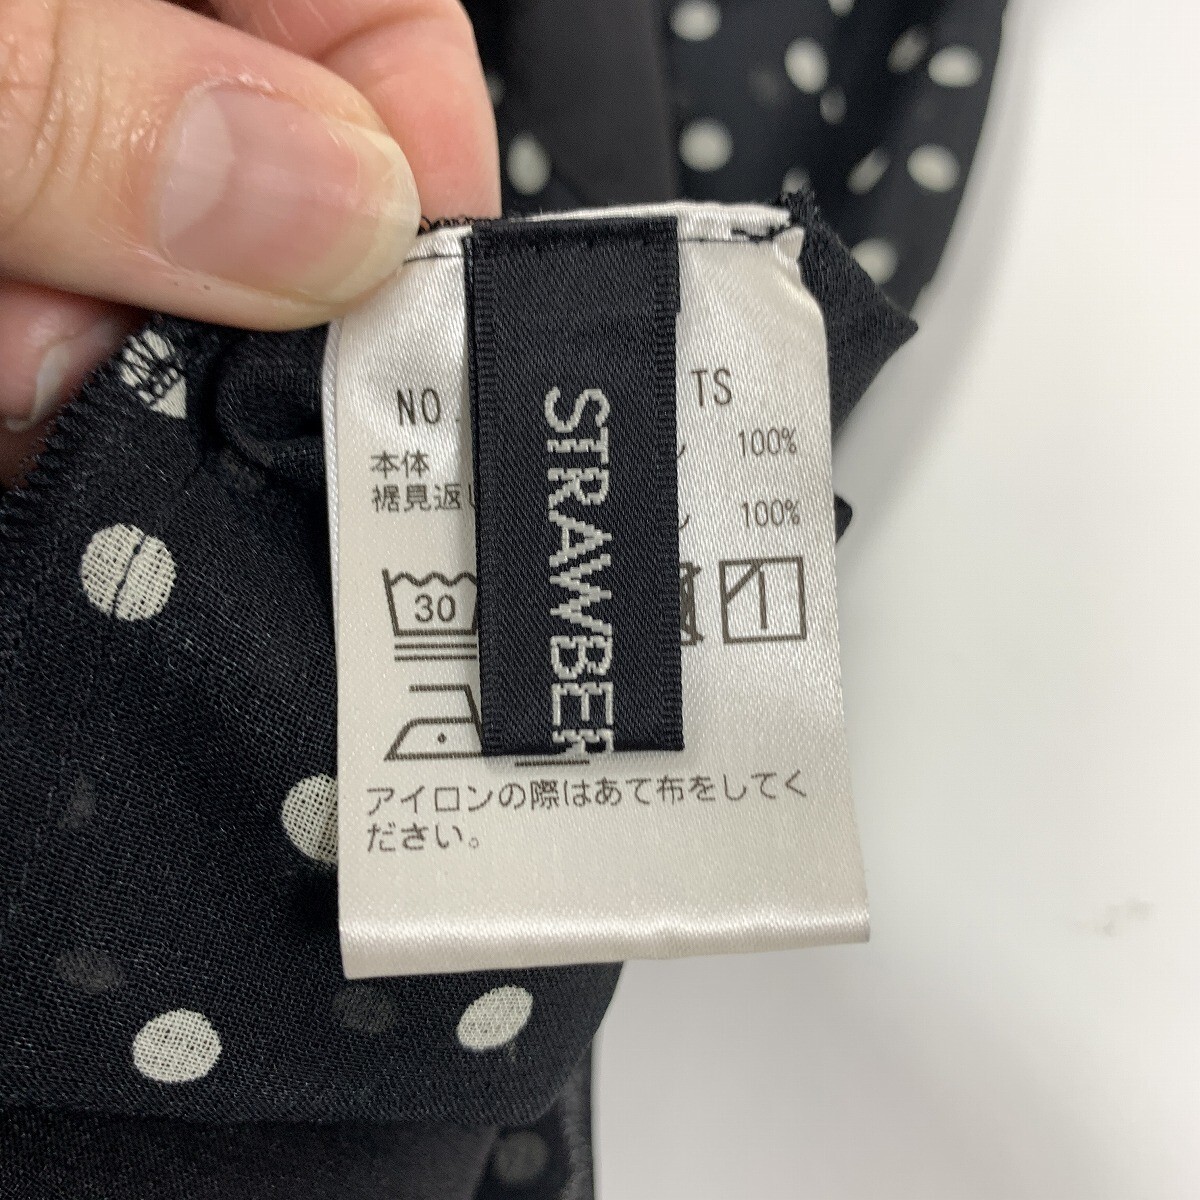 NO. TS
本体 100%
裾見返し 100%
30
アイロンの際はあて布をしてく
ださい。
STRAWBER